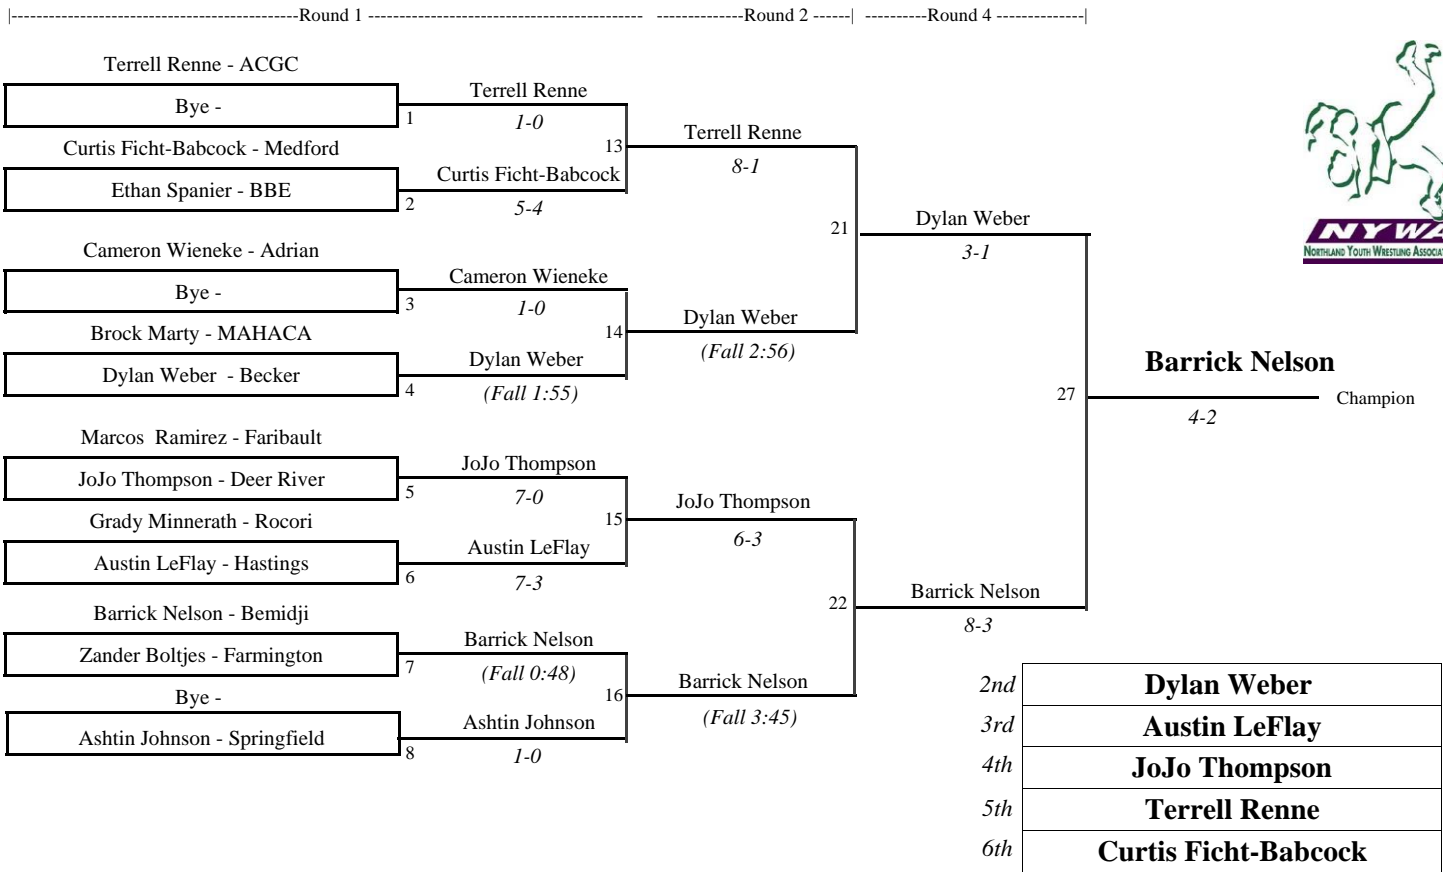 |-----------------------------------------------Round 1 --------------------------------------------- --------------Round 2 ------| ----------Round 4 --------------|
Terrell Renne - ACGC
Bye -
1
Terrell Renne
1-0
Curtis Ficht-Babcock - Medford
Ethan Spanier - BBE
2
Curtis Ficht-Babcock
5-4
13
Terrell Renne
8-1
Cameron Wieneke - Adrian
Bye -
3
Cameron Wieneke
1-0
Brock Marty - MAHACA
Dylan Weber - Becker
4
Dylan Weber
(Fall 1:55)
14
Dylan Weber
(Fall 2:56)
21
Dylan Weber
3-1
Marcos Ramirez - Faribault
JoJo Thompson - Deer River
5
JoJo Thompson
7-0
Grady Minnerath - Rocori
Austin LeFlay - Hastings
6
Austin LeFlay
7-3
15
JoJo Thompson
6-3
Barrick Nelson - Bemidji
Zander Boltjes - Farmington
7
Barrick Nelson
(Fall 0:48)
Bye -
Ashtin Johnson - Springfield
8
Ashtin Johnson
1-0
16
Barrick Nelson
(Fall 3:45)
22
Barrick Nelson
8-3
27
Barrick Nelson
Champion
4-2
NYWA
NORTHLAND YOUTH WRESTLING
2nd Dylan Weber
3rd Austin LeFlay
4th JoJo Thompson
5th Terrell Renne
6th Curtis Ficht-Babcock